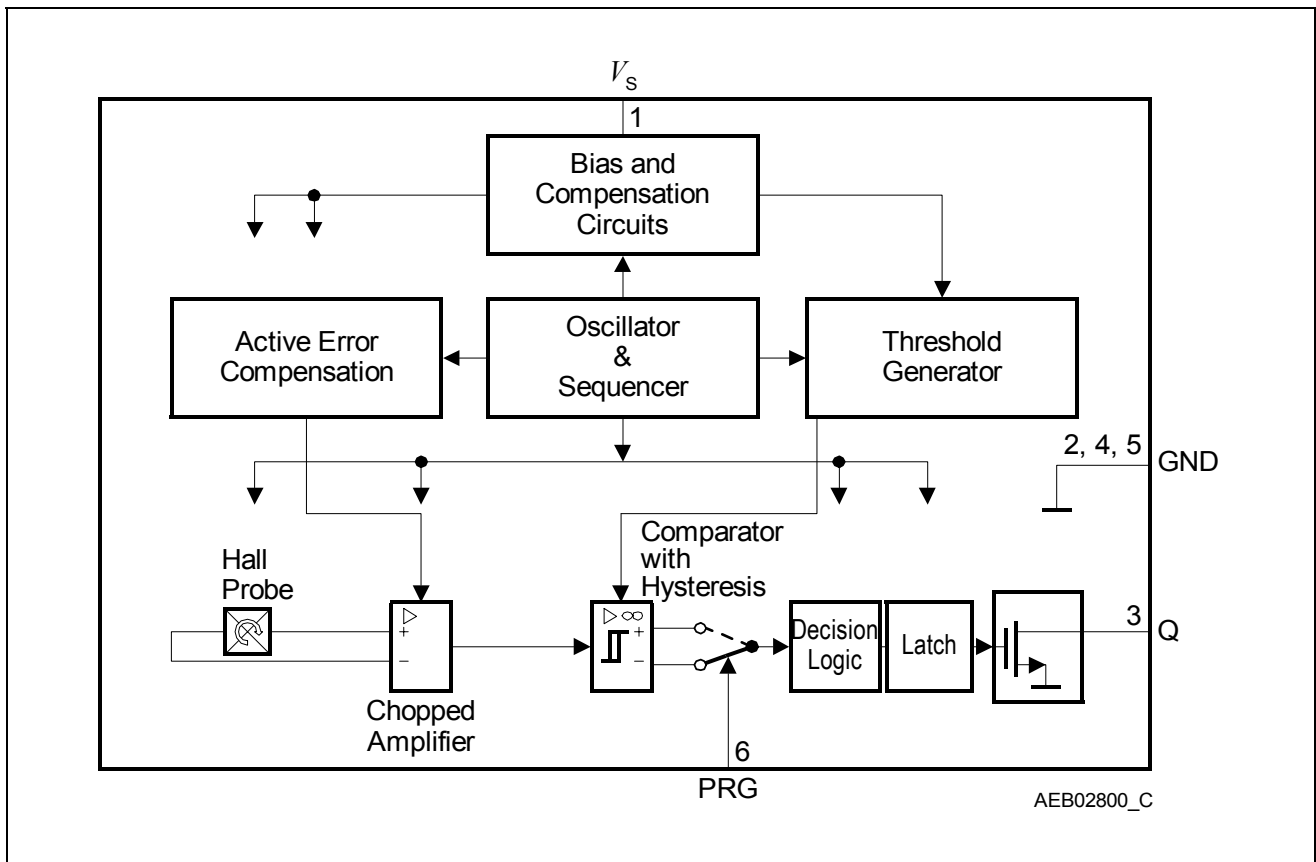 VS
1
Bias and
Compensation
Circuits
Active Error
Compensation
Oscillator
&
Sequencer
Threshold
Generator
2, 4, 5
GND
Hall
Probe
Comparator
with
Hysteresis
▷
+
−
▷ ∞
+
−
Decision
Logic
Latch
3
Q
Chopped
Amplifier
6
PRG
AEB02800_C